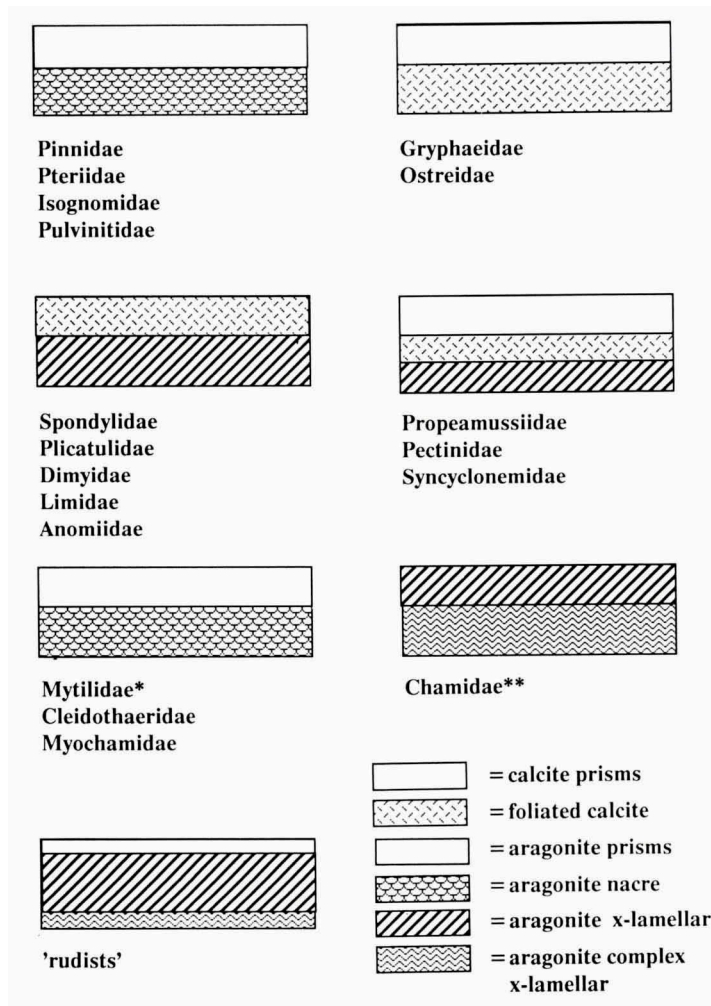 Pinnidae
Pteriidae
Isognomidae
Pulvinitidae
Gryphaeidae
Ostreidae
Spondylidae
Plicatulidae
Dimyidae
Limidae
Anomiidae
Propeamussiidae
Pectinidae
Syncyclonemidae
Mytilidae*
Cleidothaeridae
Myochamidae
Chamidae**
'rudists'
= calcite prisms
= foliated calcite
= aragonite prisms
= aragonite nacre
= aragonite x-lamellar
= aragonite complex
x-lamellar